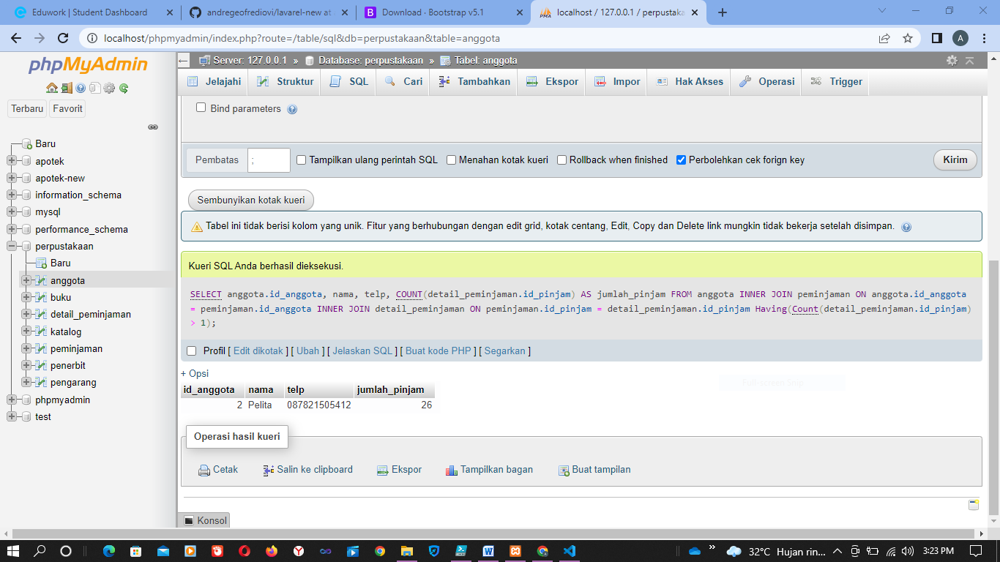 Eduwork | Student Dashboard
andregeofrediovi/lavarel-new at
Download · Bootstrap v5.1
localhost / 127.0.0.1 / perpustaka
localhost/phpmyadmin/index.php?route=/table/sql&db=perpustakaan&table=anggota
A
phpMyAdmin
Terbaru
Favorit
Baru
apotek
apotek-new
information_schema
mysql
performance_schema
perpustakaan
Baru
anggota
buku
detail_peminjaman
katalog
peminjaman
penerbit
pengarang
phpmyadmin
test
Server: 127.0.0.1 » Database: perpustakaan » Tabel: anggota
Jelajahi Struktur SQL Cari Tambahkan Ekspor Impor Hak Akses Operasi Trigger
Bind parameters
Pembatas ; Tampilkan ulang perintah SQL Menahan kotak kueri Rollback when finished Perbolehkan cek forign key Kirim
Sembunyikan kotak kueri
Tabel ini tidak berisi kolom yang unik. Fitur yang berhubungan dengan edit grid, kotak centang, Edit, Copy dan Delete link mungkin tidak bekerja setelah disimpan.
Kueri SQL Anda berhasil dieksekusi.
SELECT anggota.id_anggota, nama, telp, COUNT(detail_peminjaman.id_pinjam) AS jumlah_pinjam FROM anggota INNER JOIN peminjaman ON anggota.id_anggota
= peminjaman.id_anggota INNER JOIN detail_peminjaman ON peminjaman.id_pinjam = detail_peminjaman.id_pinjam Having(Count(detail_peminjaman.id_pinjam)
> 1);
Profil [ Edit dikotak ] [ Ubah ] [ Jelaskan SQL ] [ Buat kode PHP ] [ Segarkan ]
+ Opsi
id_anggota nama telp jumlah_pinjam
2 Pelita 087821505412 26
Full-screen Snip
Operasi hasil kueri
Cetak Salin ke clipboard Ekspor Tampilkan bagan Buat tampilan
Konsol
32°C Hujan rin... 3:23 PM